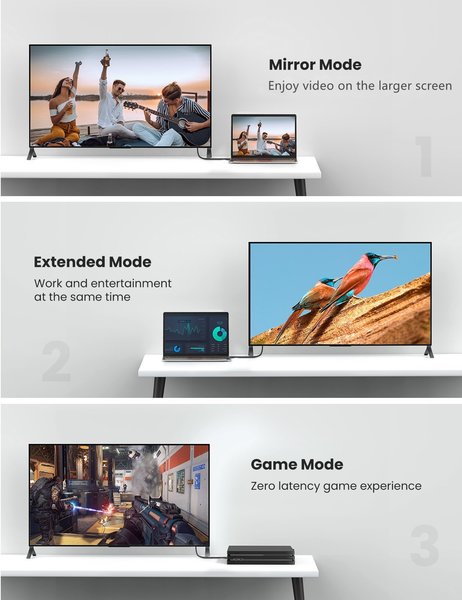 Mirror Mode
Enjoy video on the larger screen
1
Extended Mode
Work and entertainment
at the same time
2
Game Mode
Zero latency game experience
3